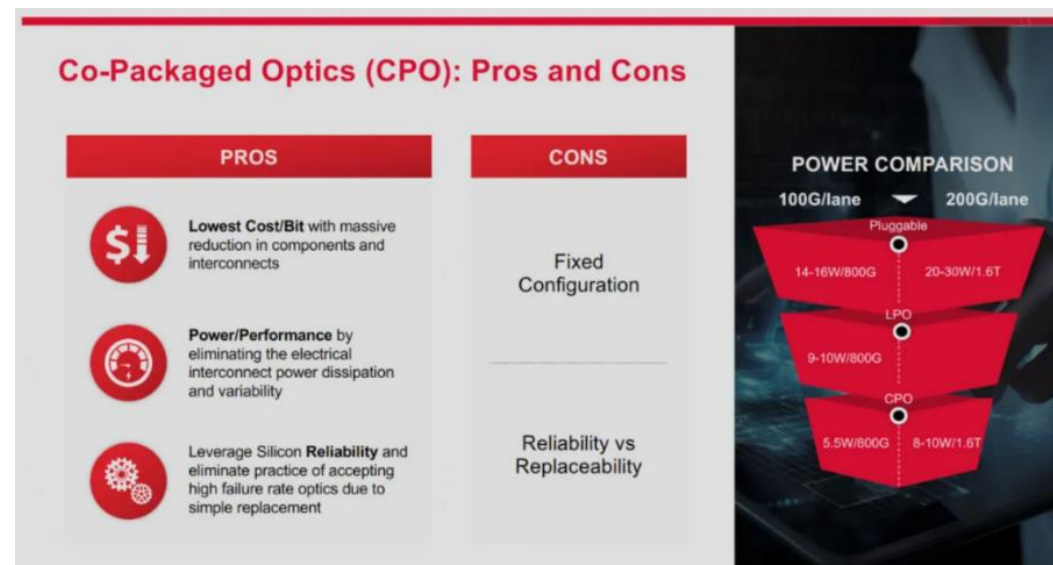 Co-Packaged Optics (CPO): Pros and Cons
PROS
Lowest Cost/Bit with massive
reduction in components and
interconnects
Power/Performance by
eliminating the electrical
interconnect power dissipation
and variability
Leverage Silicon Reliability and
eliminate practice of accepting
high failure rate optics due to
simple replacement
CONS
Fixed
Configuration
Reliability vs
Replaceability
POWER COMPARISON
100G/lane 200G/lane
Pluggable
14-16W/800G 20-30W/1.6T
LPO
9-10W/800G
CPO
5.5W/800G 8-10W/1.6T